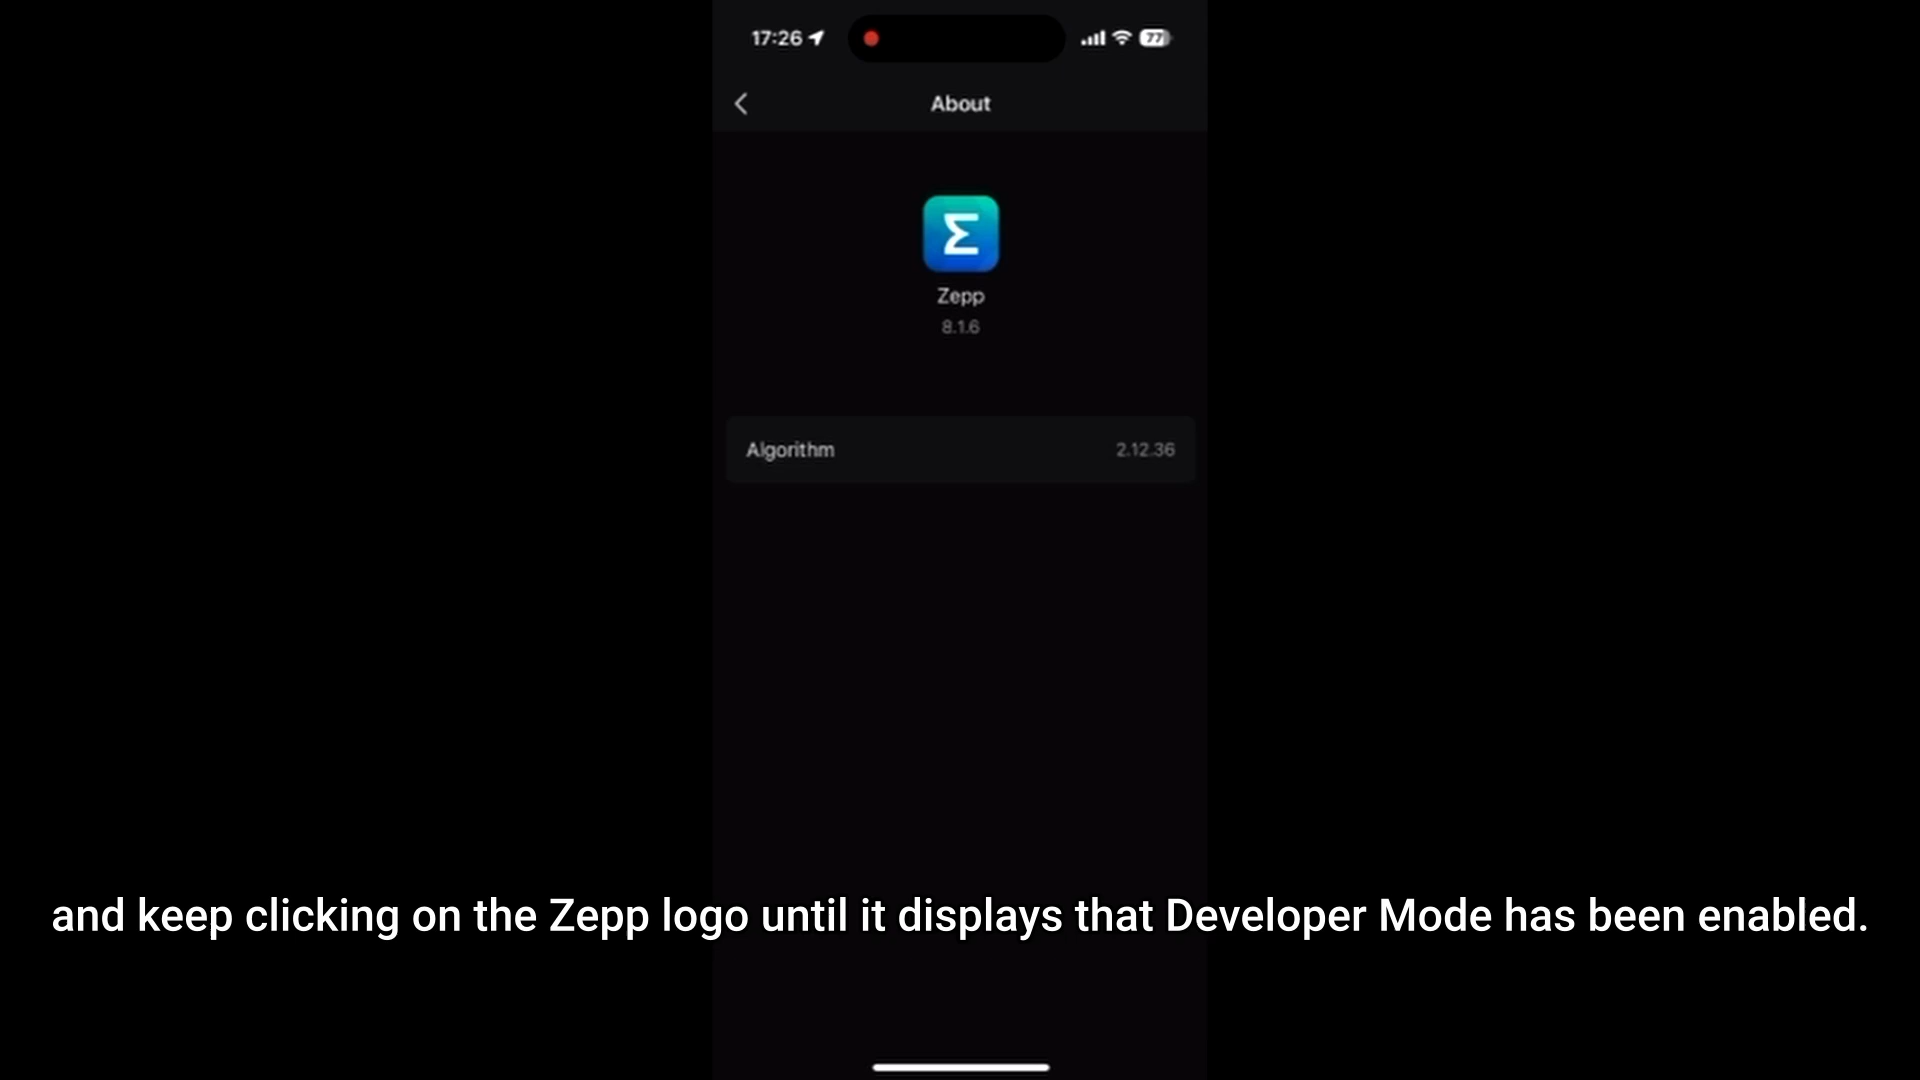 17:26
77
About
Zepp
8.1.6
Algorithm 2.12.36
and keep clicking on the Zepp logo until it displays that Developer Mode has been enabled.